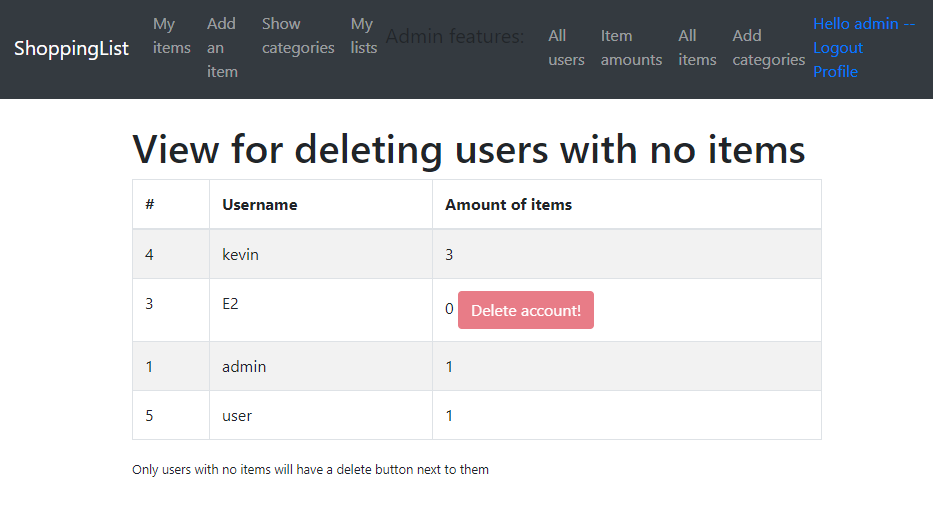 ShoppingList
My items
Add an item
Show categories
My lists
Admin features:
All users
Item amounts
All items
Add categories
Hello admin --
Logout
Profile
View for deleting users with no items
# Username Amount of items
4 kevin 3
3 E2 0 Delete account!
1 admin 1
5 user 1
Only users with no items will have a delete button next to them